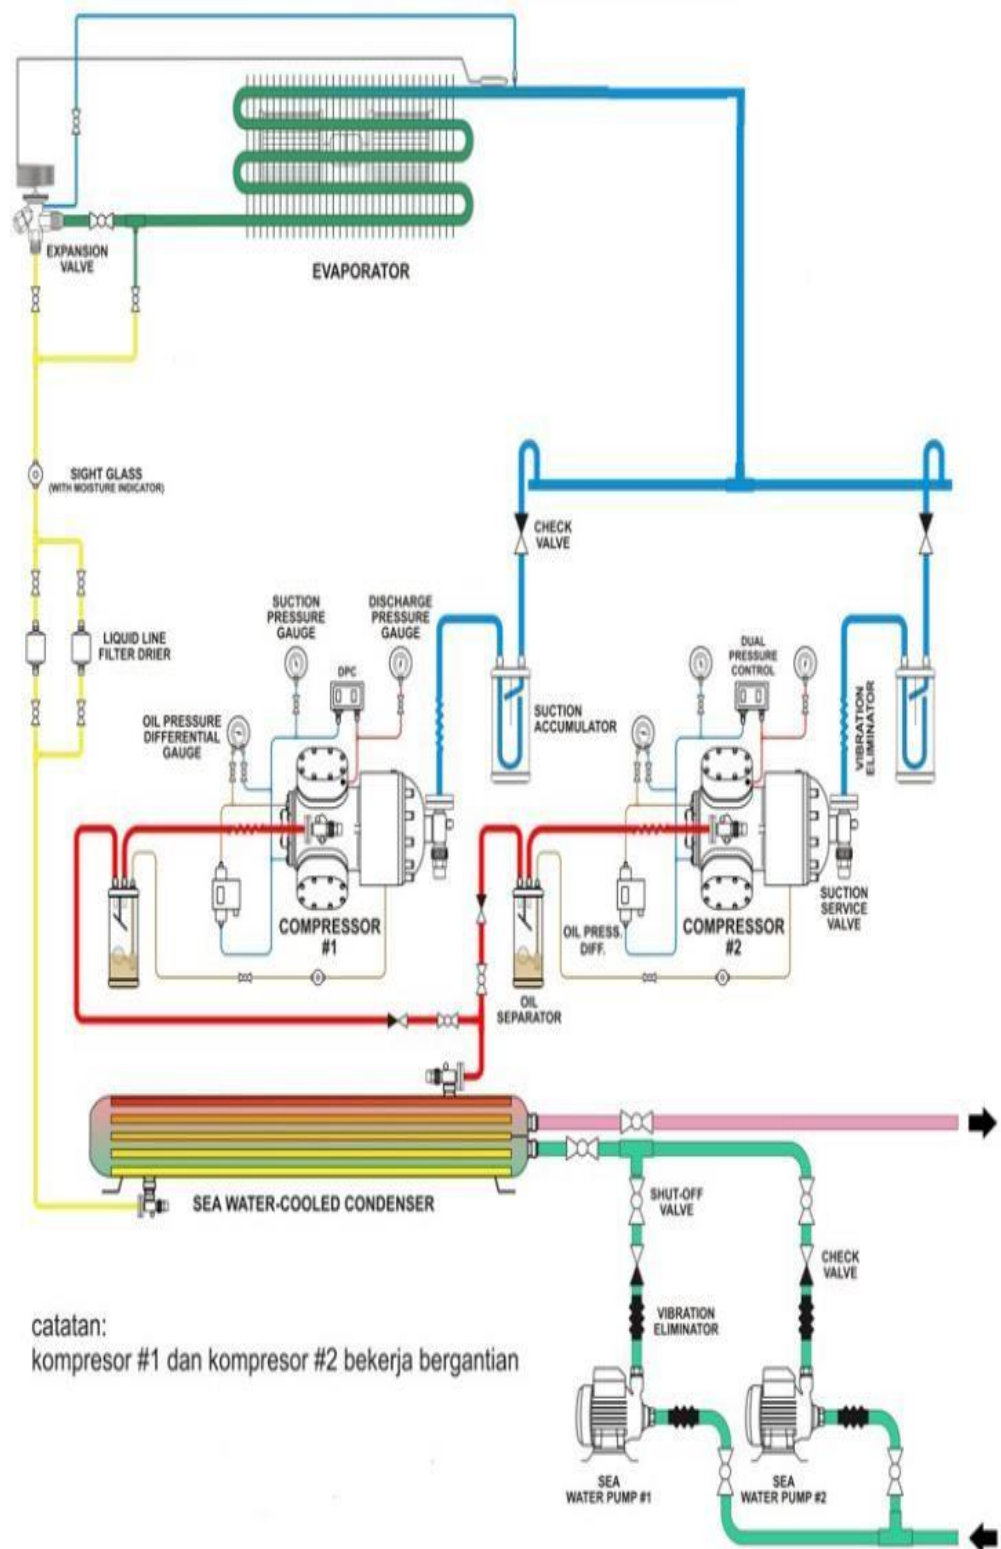 EXPANSION
VALVE
EVAPORATOR
SIGHT GLASS
(WITH MOISTURE INDICATOR)
CHECK
VALVE
SUCTION
PRESSURE
GAUGE
DISCHARGE
PRESSURE
GAUGE
LIQUID LINE
FILTER DRIER
DPC
DUAL
PRESSURE
CONTROL
OIL PRESSURE
DIFFERENTIAL
GAUGE
SUCTION
ACCUMULATOR
VIBRATION
ELIMINATOR
COMPRESSOR
#1
OIL PRESS.
DIFF.
COMPRESSOR
#2
SUCTION
SERVICE
VALVE
OIL
SEPARATOR
SEA WATER-COOLED CONDENSER
SHUT-OFF
VALVE
CHECK
VALVE
VIBRATION
ELIMINATOR
catatan:
kompresor #1 dan kompresor #2 bekerja bergantian
SEA
WATER PUMP #1
SEA
WATER PUMP #2